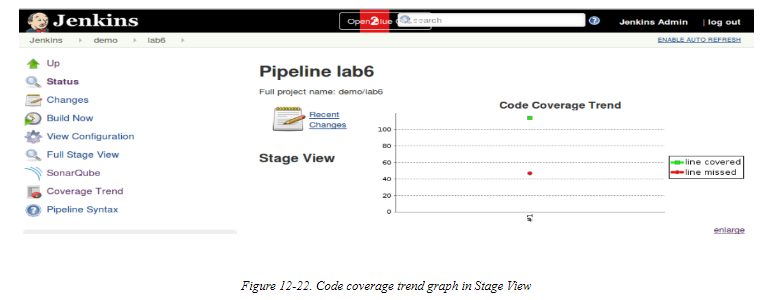 Jenkins
Open Blue 2 search
Jenkins Admin | log out
Jenkins demo lab6
ENABLE AUTO REFRESH
Up
Status
Changes
Build Now
View Configuration
Full Stage View
SonarQube
Coverage Trend
Pipeline Syntax
Pipeline lab6
Full project name: demo/lab6
Recent
Changes
Stage View
Code Coverage Trend
100
80
60
40
20
0
#1
line covered
line missed
enlarge
Figure 12-22. Code coverage trend graph in Stage View